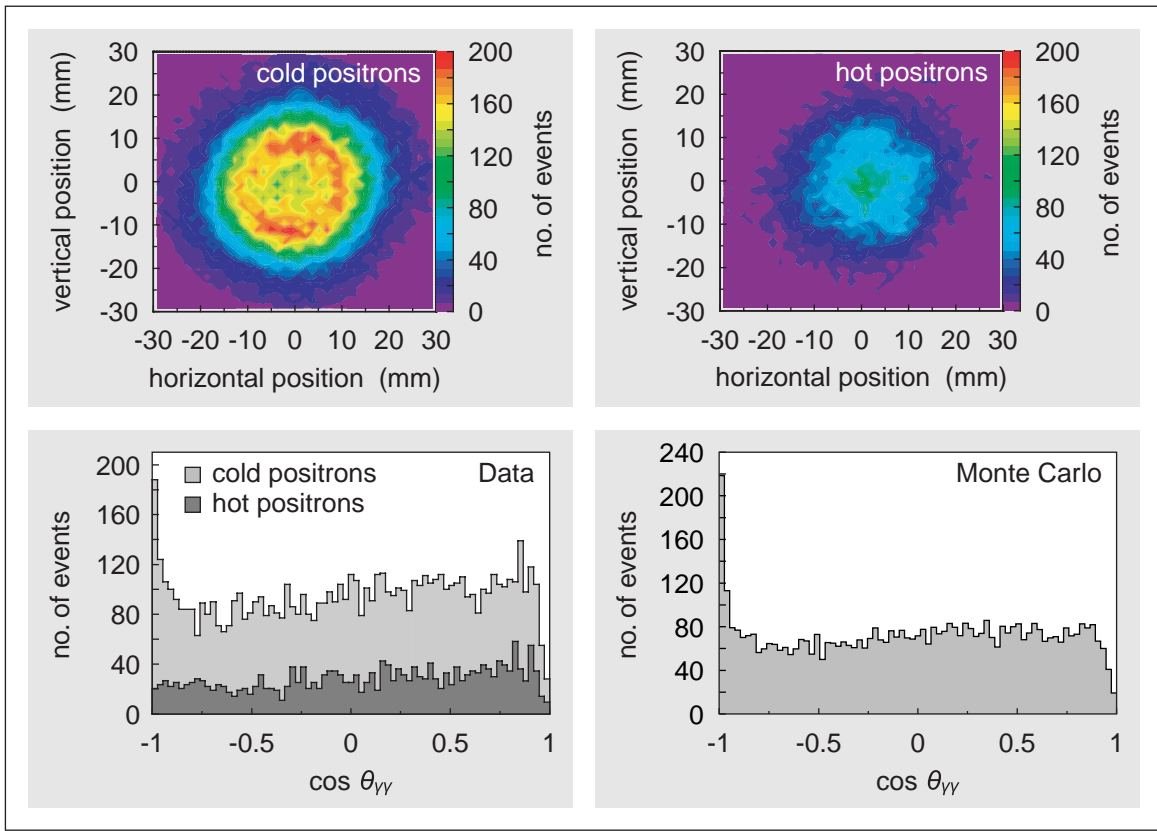 cold positrons
30
20
10
0
-10
-20
-30
vertical position (mm)
-30 -20 -10 0 10 20 30
horizontal position (mm)
200
160
120
80
40
0
no. of events
hot positrons
30
20
10
0
-10
-20
-30
vertical position (mm)
-30 -20 -10 0 10 20 30
horizontal position (mm)
200
160
120
80
40
0
no. of events
cold positrons
hot positrons
Data
200
160
120
80
40
0
no. of events
-1 -0.5 0 0.5 1
cos θγγ
Monte Carlo
240
200
160
120
80
40
0
no. of events
-1 -0.5 0 0.5 1
cos θγγ